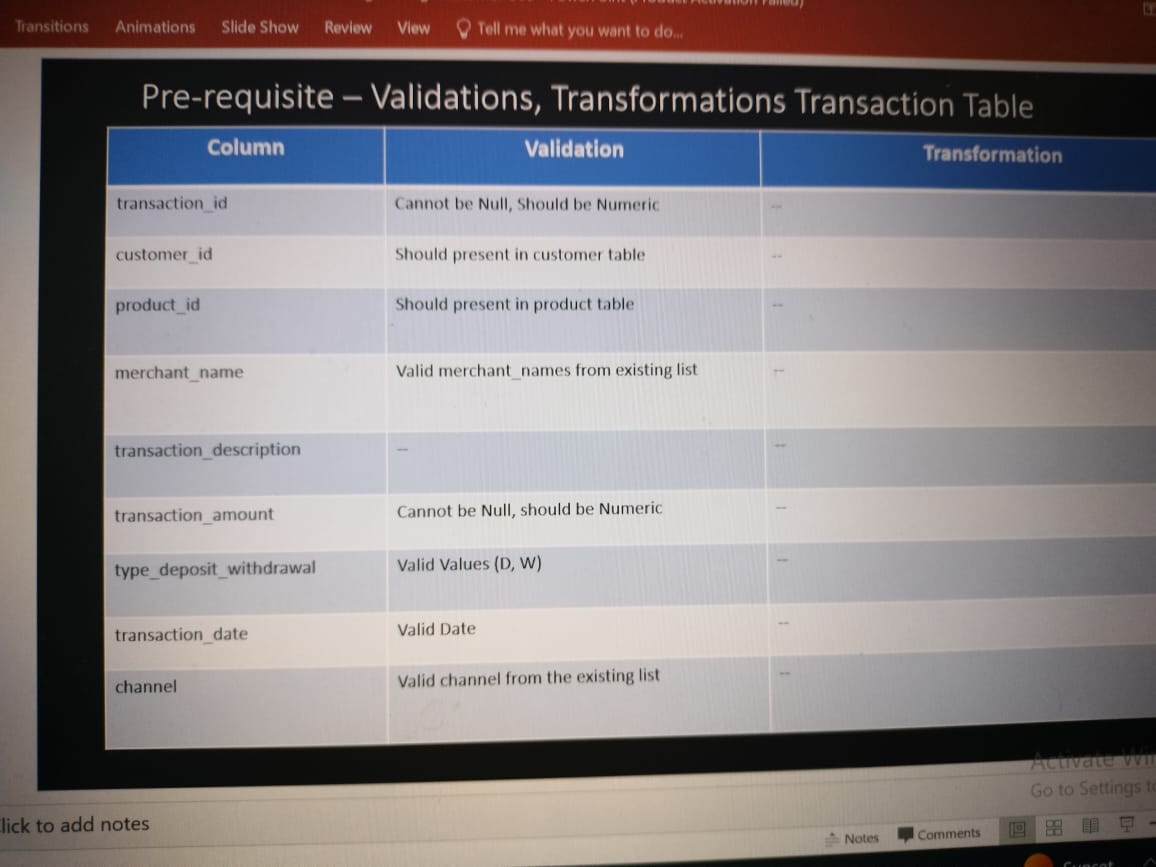 Transitions Animations Slide Show Review View Tell me what you want to do...
Pre-requisite – Validations, Transformations Transaction Table
Column Validation Transformation
transaction_id Cannot be Null, Should be Numeric --
customer_id Should present in customer table --
product_id Should present in product table --
merchant_name Valid merchant_names from existing list --
transaction_description -- --
transaction_amount Cannot be Null, should be Numeric --
type_deposit_withdrawal Valid Values (D, W) --
transaction_date Valid Date --
channel Valid channel from the existing list --
Activate
Go to Settings
lick to add notes
Notes Comments